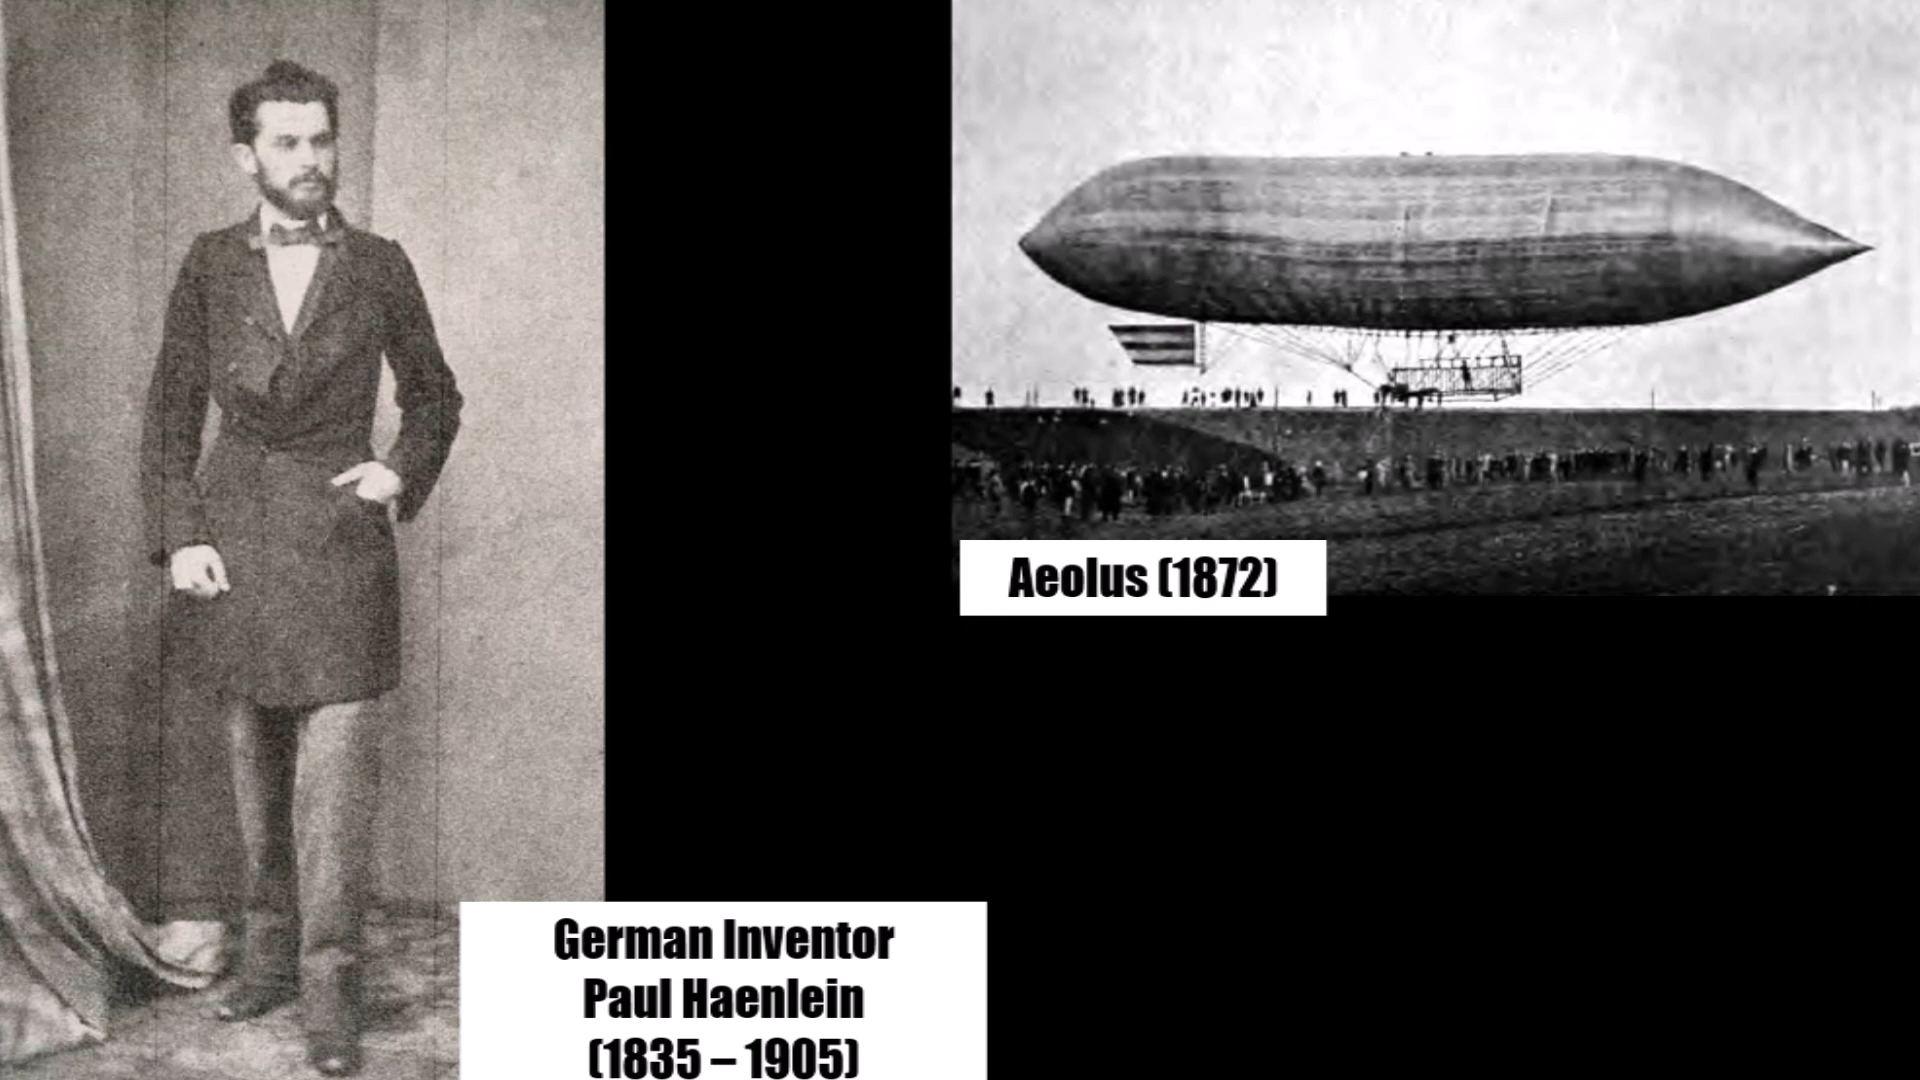 Aeolus (1872)
German Inventor
Paul Haenlein
(1835 – 1905)